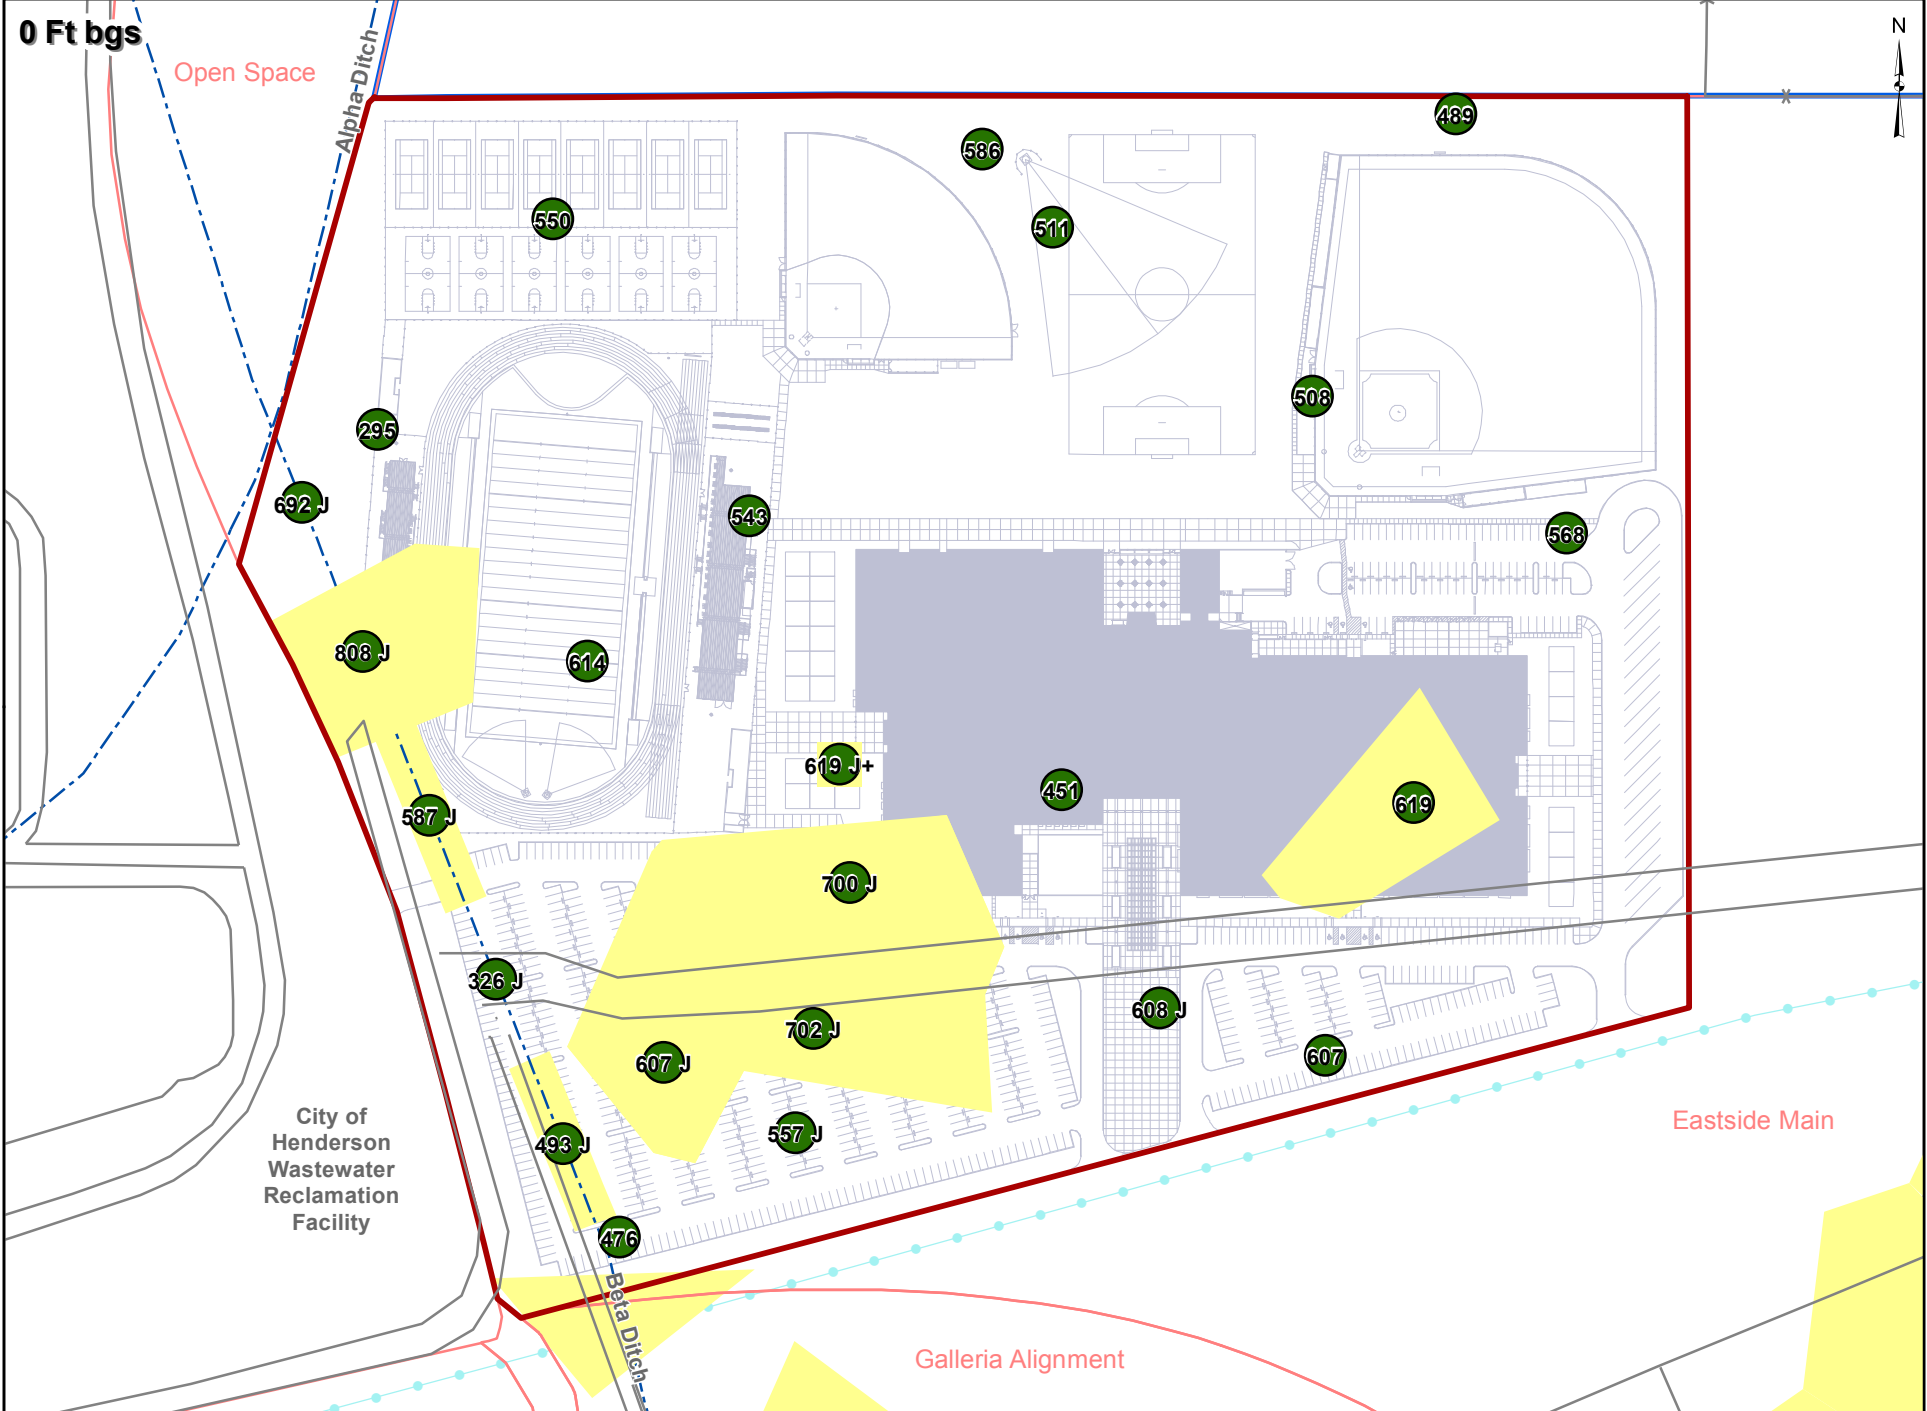 0 Ft bgs
N
Open Space
Alpha Ditch
489
586
550
511
508
295
692 J
543
568
808 J
614
619 J+
451
619
587 J
700 J
326 J
608 J
702 J
607 J
607
493 J
557 J
City of
Henderson
Wastewater
Reclamation
Facility
Eastside Main
476
Beta Ditch
Galleria Alignment